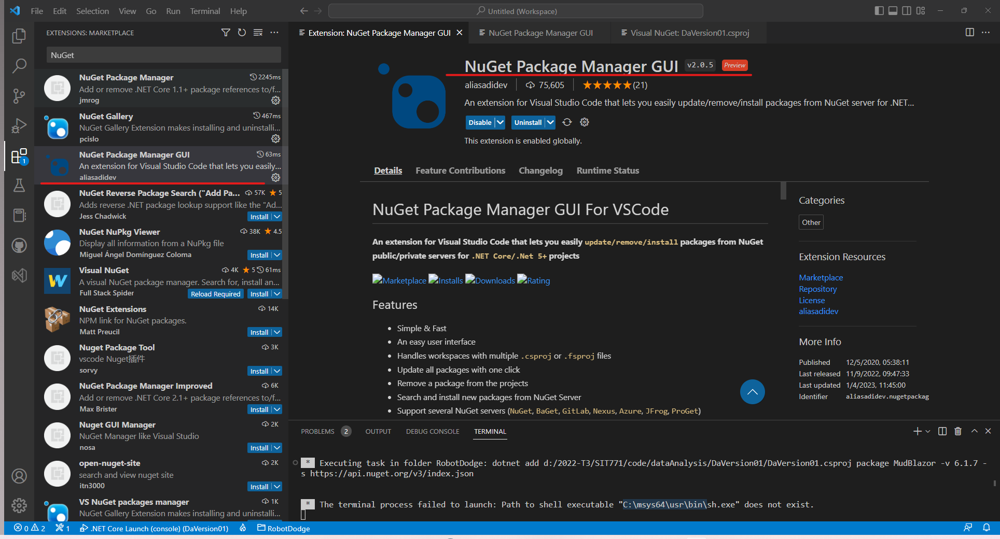 File Edit Selection View Go Run Terminal Help
Untitled (Workspace)
EXTENSIONS: MARKETPLACE
NuGet
NuGet Package Manager 2245ms
Add or remove .NET Core 1.1+ package references to/f...
jmrog
NuGet Gallery 467ms
NuGet Gallery Extension makes installing and uninstalli...
pcislo
NuGet Package Manager GUI 63ms
An extension for Visual Studio Code that lets you easily...
aliasadidev
NuGet Reverse Package Search ("Add Pa... 57K 5
Adds reverse .NET package lookup support like the "Ad...
Jess Chadwick Install
NuGet NuPkg Viewer 38K 4.5
Display all information from a NuPkg file
Miguel Ángel Domínguez Coloma Install
Visual NuGet 4K 5 61ms
A visual NuGet package manager. Search for, install an...
Full Stack Spider Reload Required Install
NuGet Extensions 14K
NPM link for NuGet packages.
Matt Preucil Install
Nuget Package Tool 3K
vscode Nuget插件
sorvy Install
NuGet Package Manager Improved 6K
Add or remove .NET Core 2.1+ package references to/f...
Max Brister Install
Nuget GUI Manager 2K
NuGet Manager like Visual Studio
nosa Install
open-nuget-site 2K
search and view nuget site
itn3000 Install
VS NuGet packages manager 1K
NuGet Gallery Extension makes installing and uninstalli...
1
Extension: NuGet Package Manager GUI NuGet Package Manager GUI Visual NuGet: DaVersion01.csproj
NuGet Package Manager GUI v2.0.5 Preview
aliasadidev 75,605 (21)
An extension for Visual Studio Code that lets you easily update/remove/install packages from NuGet server for .NET...
Disable Uninstall
This extension is enabled globally.
Details Feature Contributions Changelog Runtime Status
NuGet Package Manager GUI For VSCode
An extension for Visual Studio Code that lets you easily update/remove/install packages from NuGet
public/private servers for .NET Core/.Net 5+ projects
Marketplace Installs Downloads Rating
Features
Simple & Fast
An easy user interface
Handles workspaces with multiple .csproj or .fsproj files
Update all packages with one click
Remove a package from the projects
Search and install new packages from NuGet Server
Support several NuGet servers (NuGet, BaGet, GitLab, Nexus, Azure, JFrog, ProGet)
Categories
Other
Extension Resources
Marketplace
Repository
License
aliasadidev
More Info
Published 12/5/2020, 05:38:11
Last released 11/9/2022, 09:47:33
Last updated 1/4/2023, 11:45:00
Identifier aliasadidev.nugetpackag
PROBLEMS 2 OUTPUT DEBUG CONSOLE TERMINAL
* Executing task in folder RobotDodge: dotnet add d:/2022-T3/SIT771/code/dataAnalysis/DaVersion01/DaVersion01.csproj package MudBlazor -v 6.1.7 -
s https://api.nuget.org/v3/index.json
* The terminal process failed to launch: Path to shell executable "C:\msys64\usr\bin\sh.exe" does not exist.
0 2 1 .NET Core Launch (console) (DaVersion01) RobotDodge